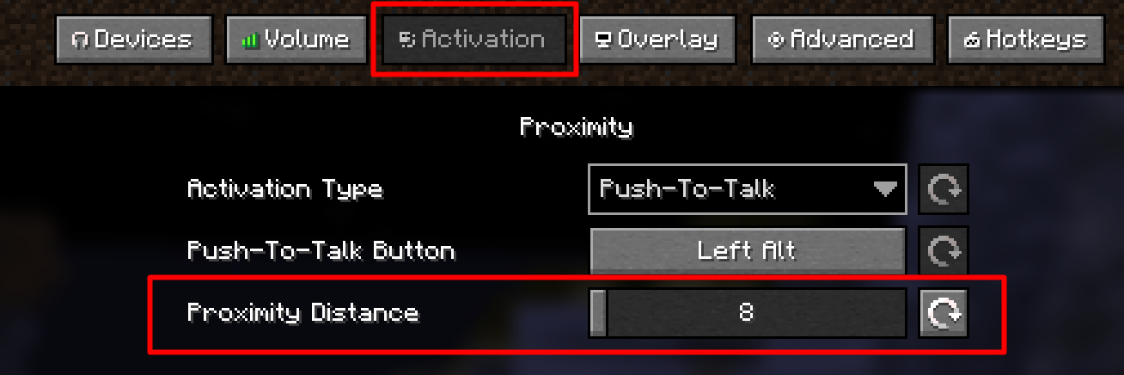 Devices Volume Activation Overlay Advanced Hotkeys
Proximity
Activation Type Push-To-Talk
Push-To-Talk Button Left Alt
Proximity Distance 8